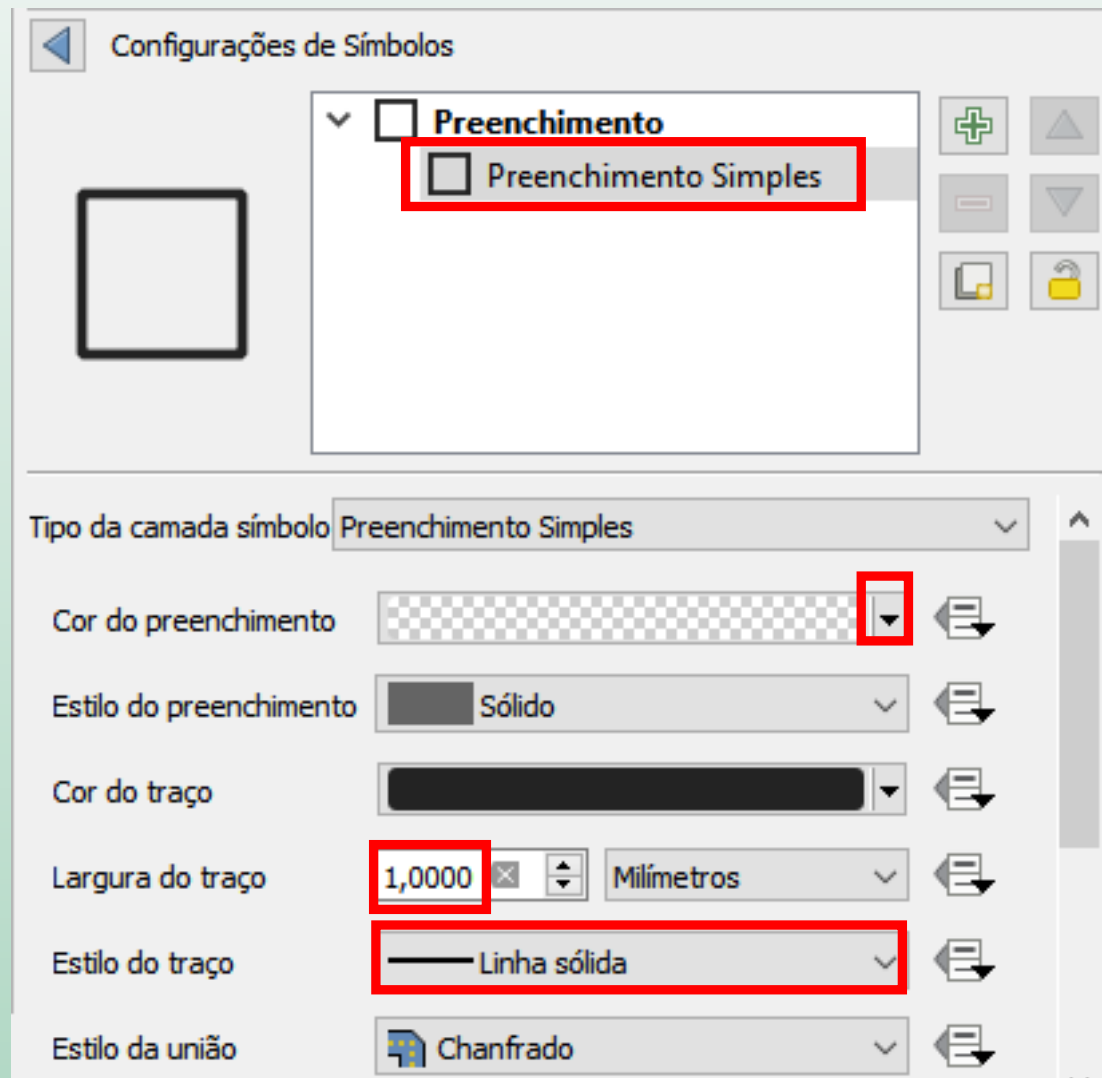 Configurações de Símbolos
Preenchimento
Preenchimento Simples
Tipo da camada símbolo Preenchimento Simples
Cor do preenchimento
Estilo do preenchimento Sólido
Cor do traço
Largura do traço 1,0000 Milímetros
Estilo do traço Linha sólida
Estilo da união Chanfrado